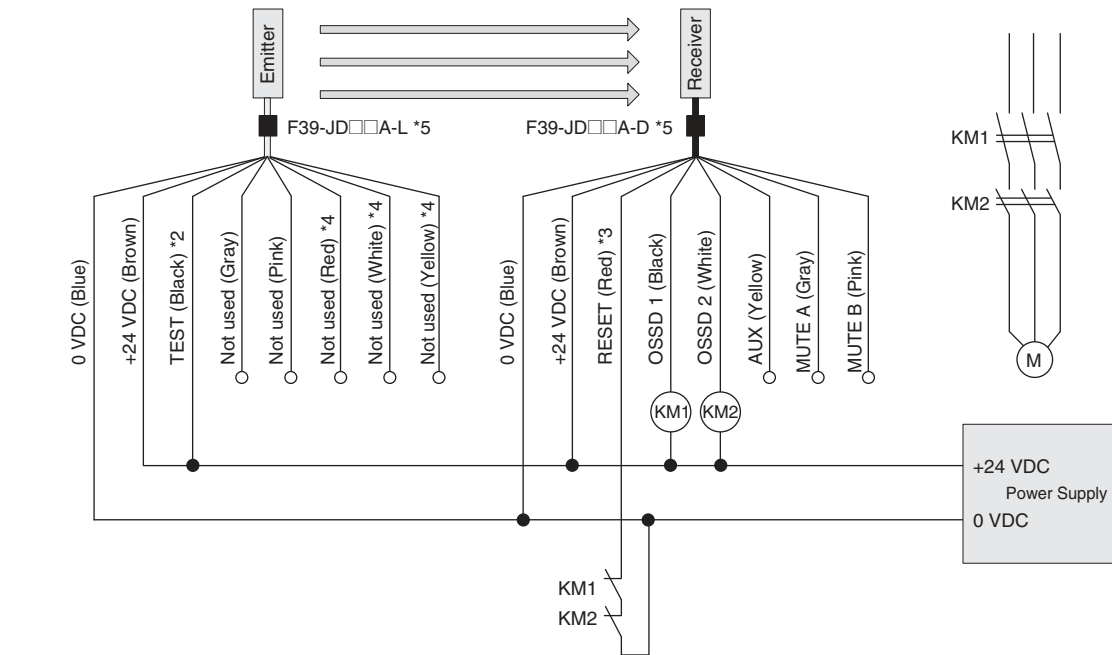 Emitter
Receiver
F39-JD□□A-L *5
F39-JD□□A-D *5
KM1
KM2
M
0 VDC (Blue)
+24 VDC (Brown)
TEST (Black) *2
Not used (Gray)
Not used (Pink)
Not used (Red) *4
Not used (White) *4
Not used (Yellow) *4
0 VDC (Blue)
+24 VDC (Brown)
RESET (Red) *3
OSSD 1 (Black)
OSSD 2 (White)
AUX (Yellow)
MUTE A (Gray)
MUTE B (Pink)
KM1
KM2
+24 VDC
Power Supply
0 VDC
KM1
KM2